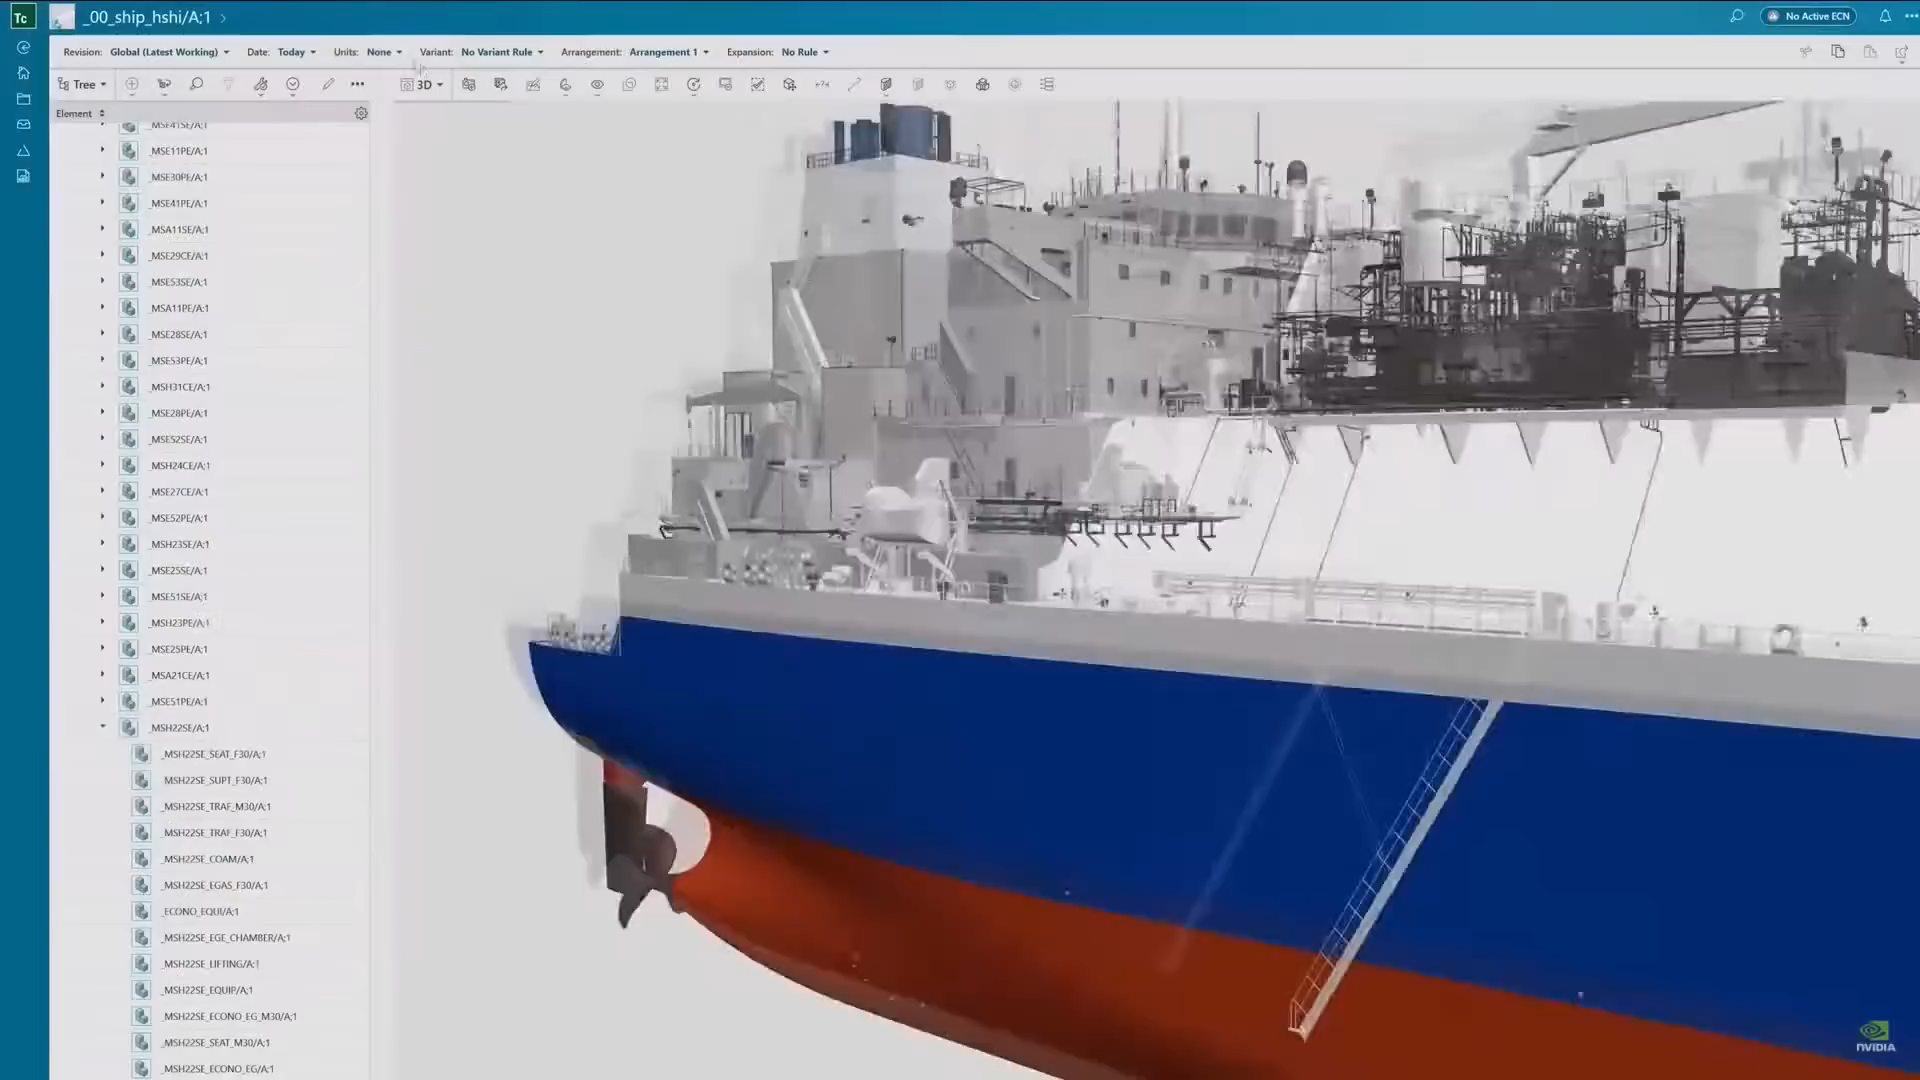 Tc
_00_ship_hshi/A;1
No Active ECN
Revision: Global (Latest Working) Date: Today Units: None Variant: No Variant Rule Arrangement: Arrangement 1 Expansion: No Rule
Tree
3D
Element
_MSE41SE/A;1
_MSE11PE/A;1
_MSE30PE/A;1
_MSE41PE/A;1
_MSA11SE/A;1
_MSE29CE/A;1
_MSE53SE/A;1
_MSA11PE/A;1
_MSE28SE/A;1
_MSE53PE/A;1
_MSH31CE/A;1
_MSE28PE/A;1
_MSE52SE/A;1
_MSH24CE/A;1
_MSE27CE/A;1
_MSE52PE/A;1
_MSH23SE/A;1
_MSE25SE/A;1
_MSE51SE/A;1
_MSH23PE/A;1
_MSE25PE/A;1
_MSA21CE/A;1
_MSE51PE/A;1
_MSH22SE/A;1
_MSH22SE_SEAT_F30/A;1
_MSH22SE_SUPT_F30/A;1
_MSH22SE_TRAF_M30/A;1
_MSH22SE_TRAF_F30/A;1
_MSH22SE_COAM/A;1
_MSH22SE_EGAS_F30/A;1
_ECONO_EQUI/A;1
_MSH22SE_EGE_CHAMBER/A;1
_MSH22SE_LIFTING/A;1
_MSH22SE_EQUIP/A;1
_MSH22SE_ECONO_EG_M30/A;1
_MSH22SE_SEAT_M30/A;1
_MSH22SE_ECONO_EG/A;1
NVIDIA